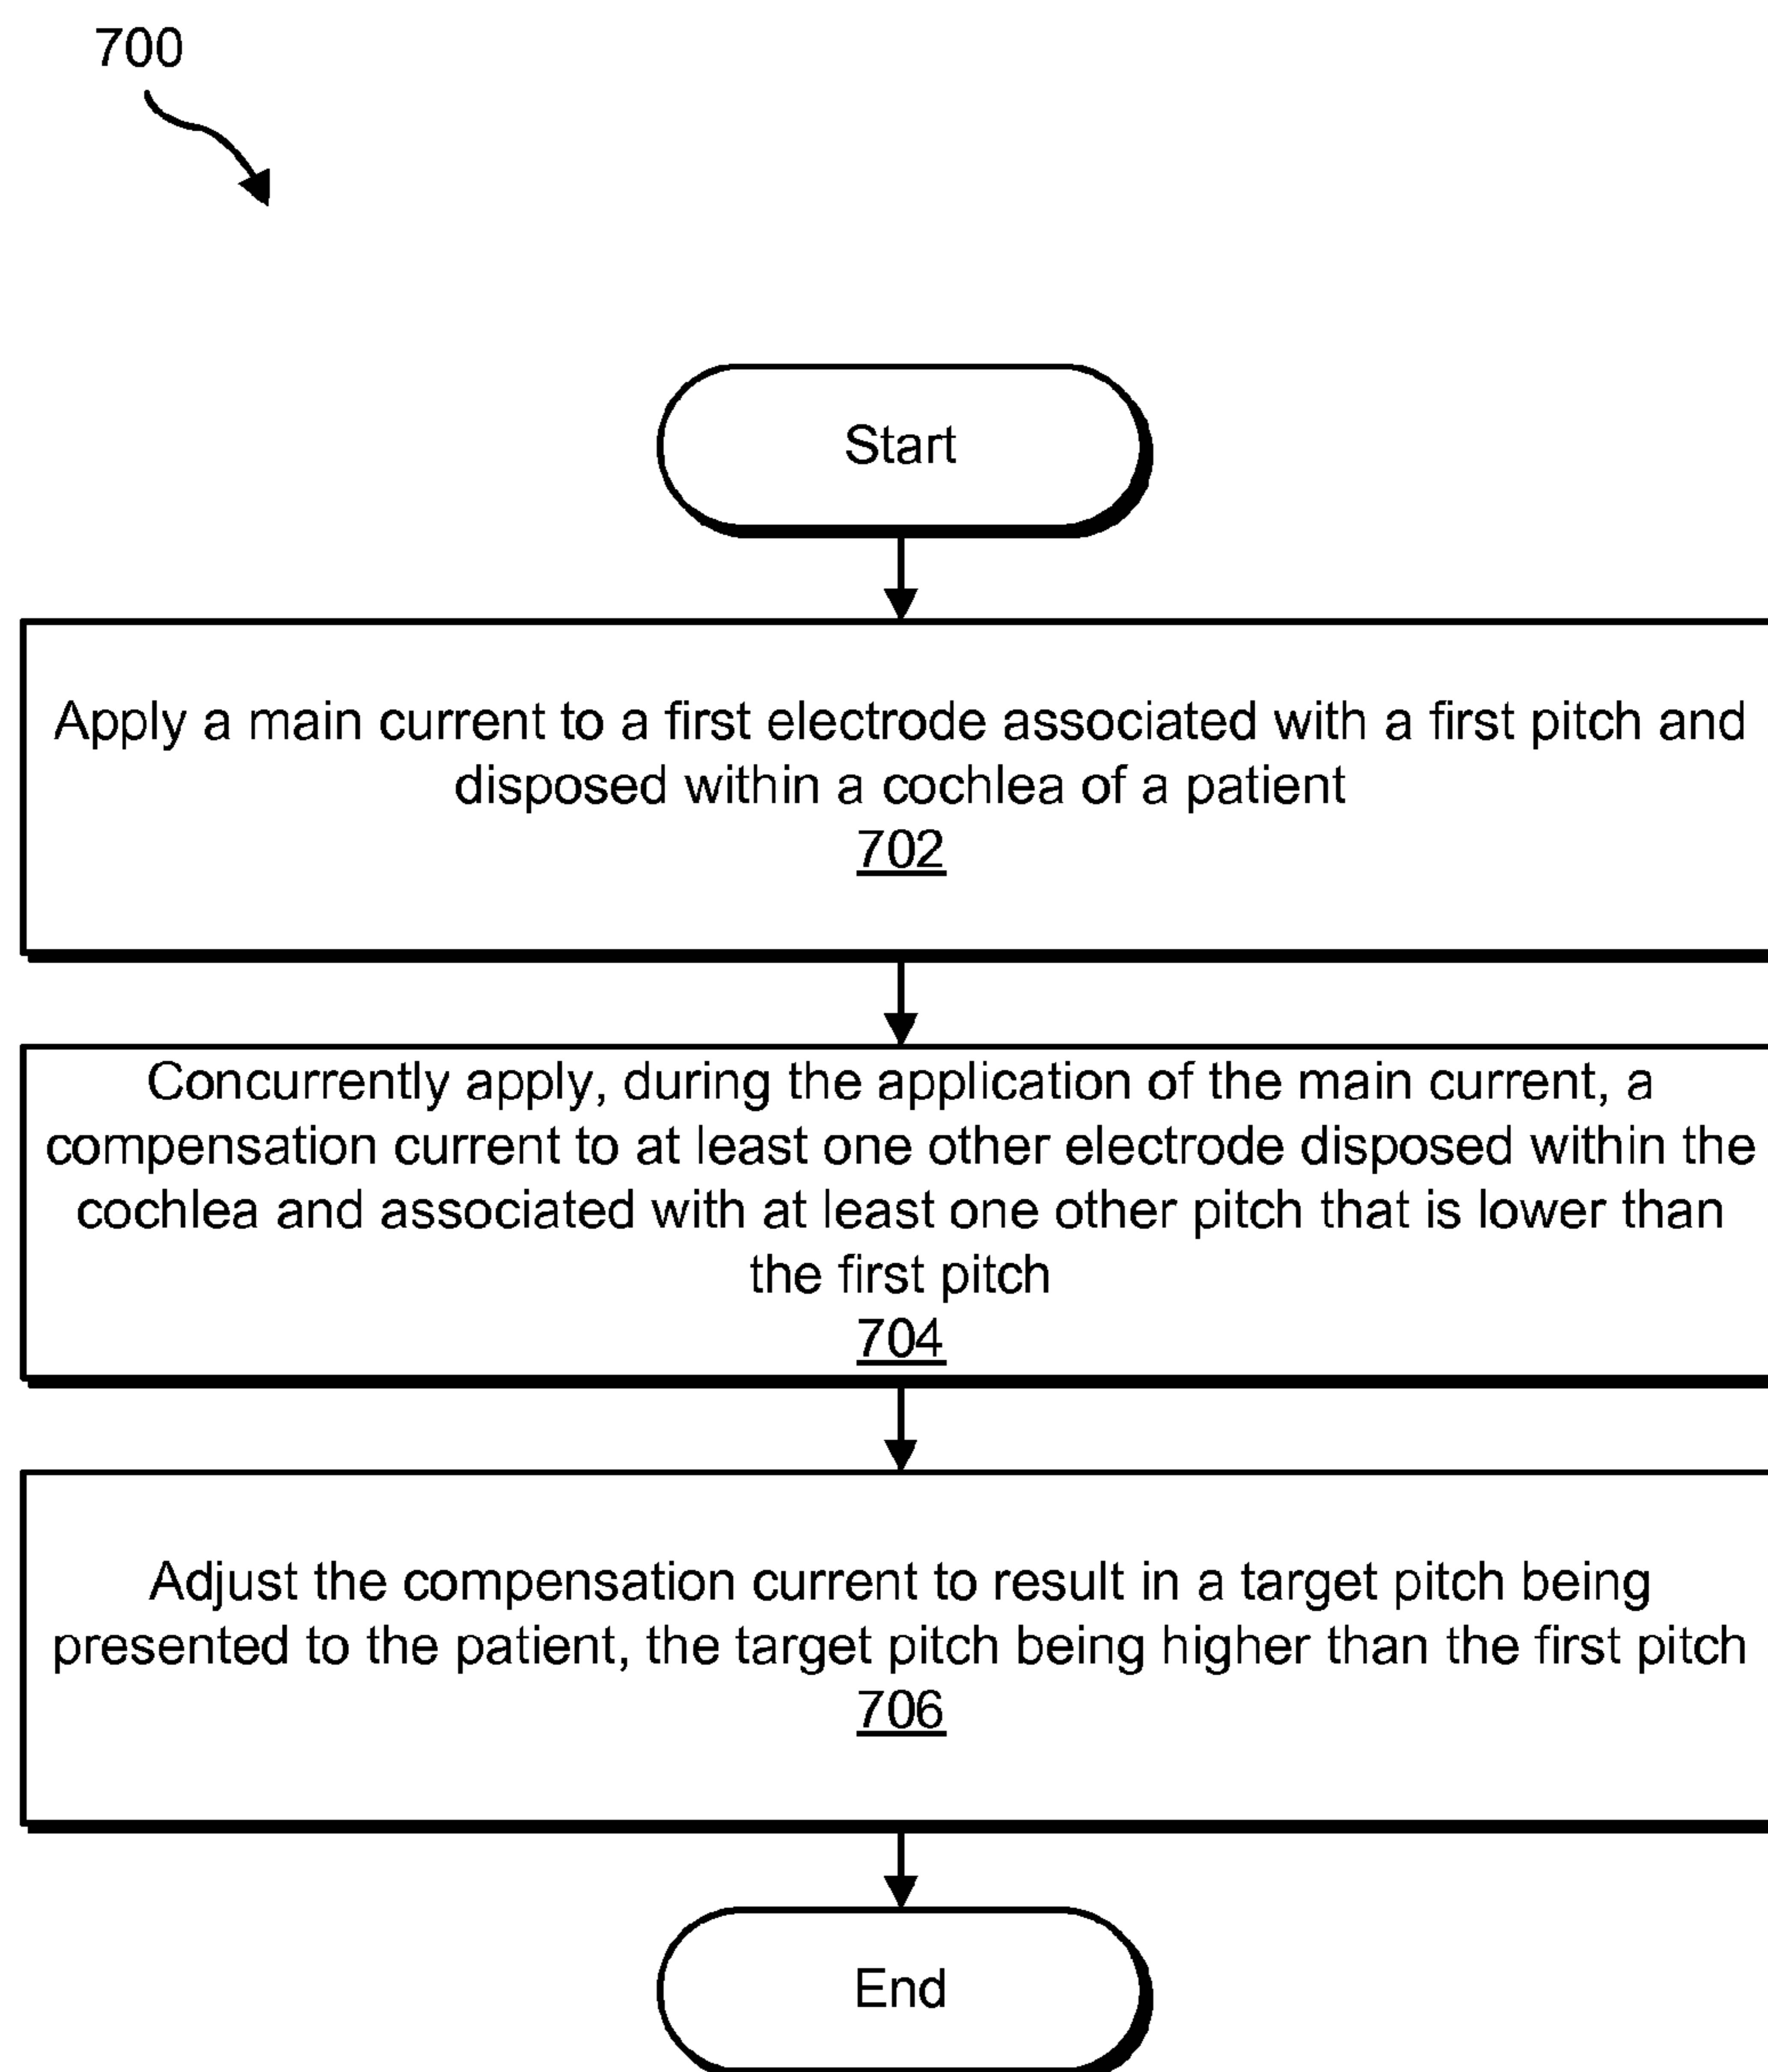 700
Start
Apply a main current to a first electrode associated with a first pitch and
disposed within a cochlea of a patient
702
Concurrently apply, during the application of the main current, a
compensation current to at least one other electrode disposed within the
cochlea and associated with at least one other pitch that is lower than
the first pitch
704
Adjust the compensation current to result in a target pitch being
presented to the patient, the target pitch being higher than the first pitch
706
End